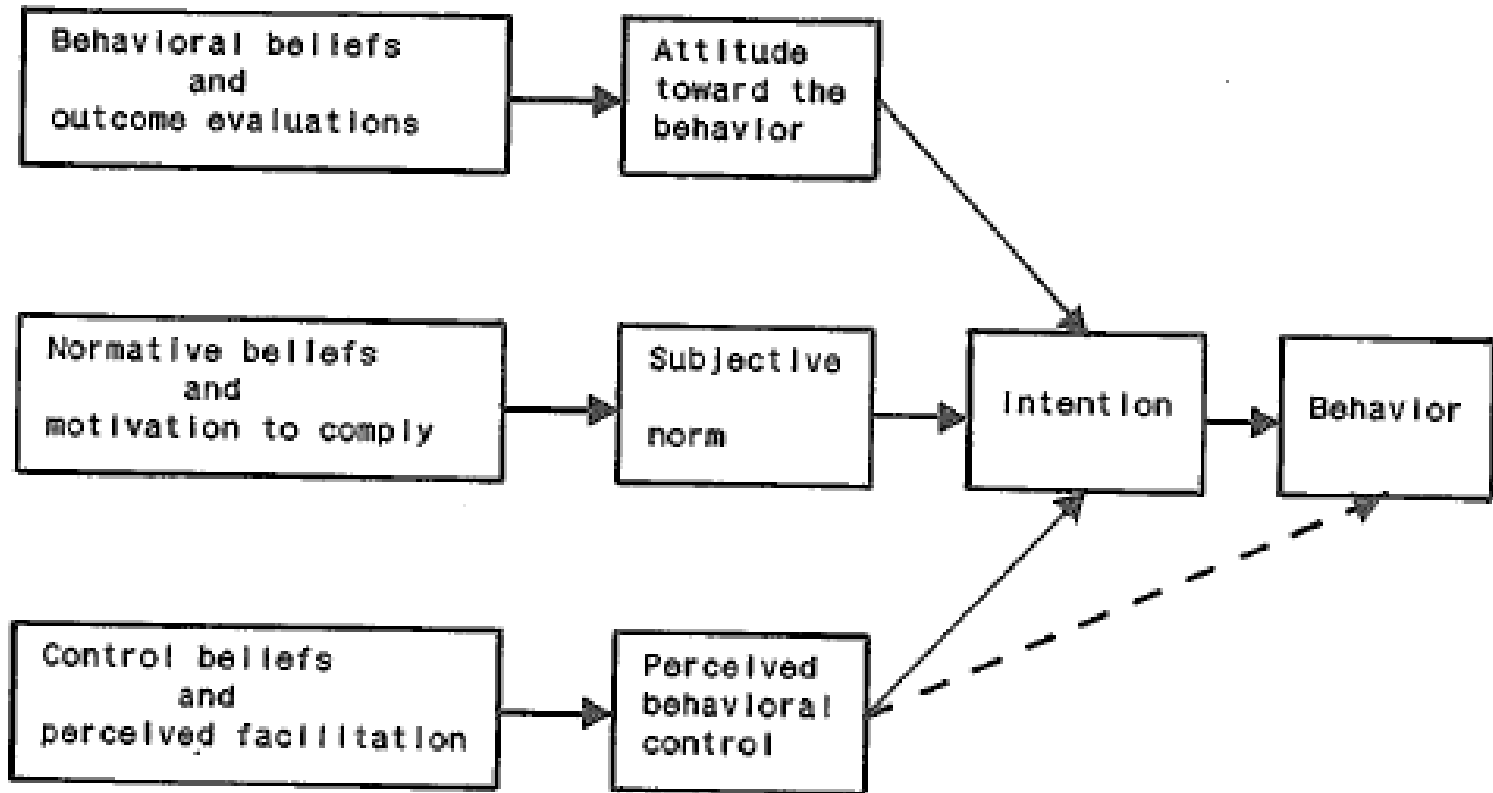 Behavioral beliefs
and
outcome evaluations
Attitude
toward the
behavior
Normative beliefs
and
motivation to comply
Subjective
norm
Intention
Behavior
Control beliefs
and
perceived facilitation
Perceived
behavioral
control